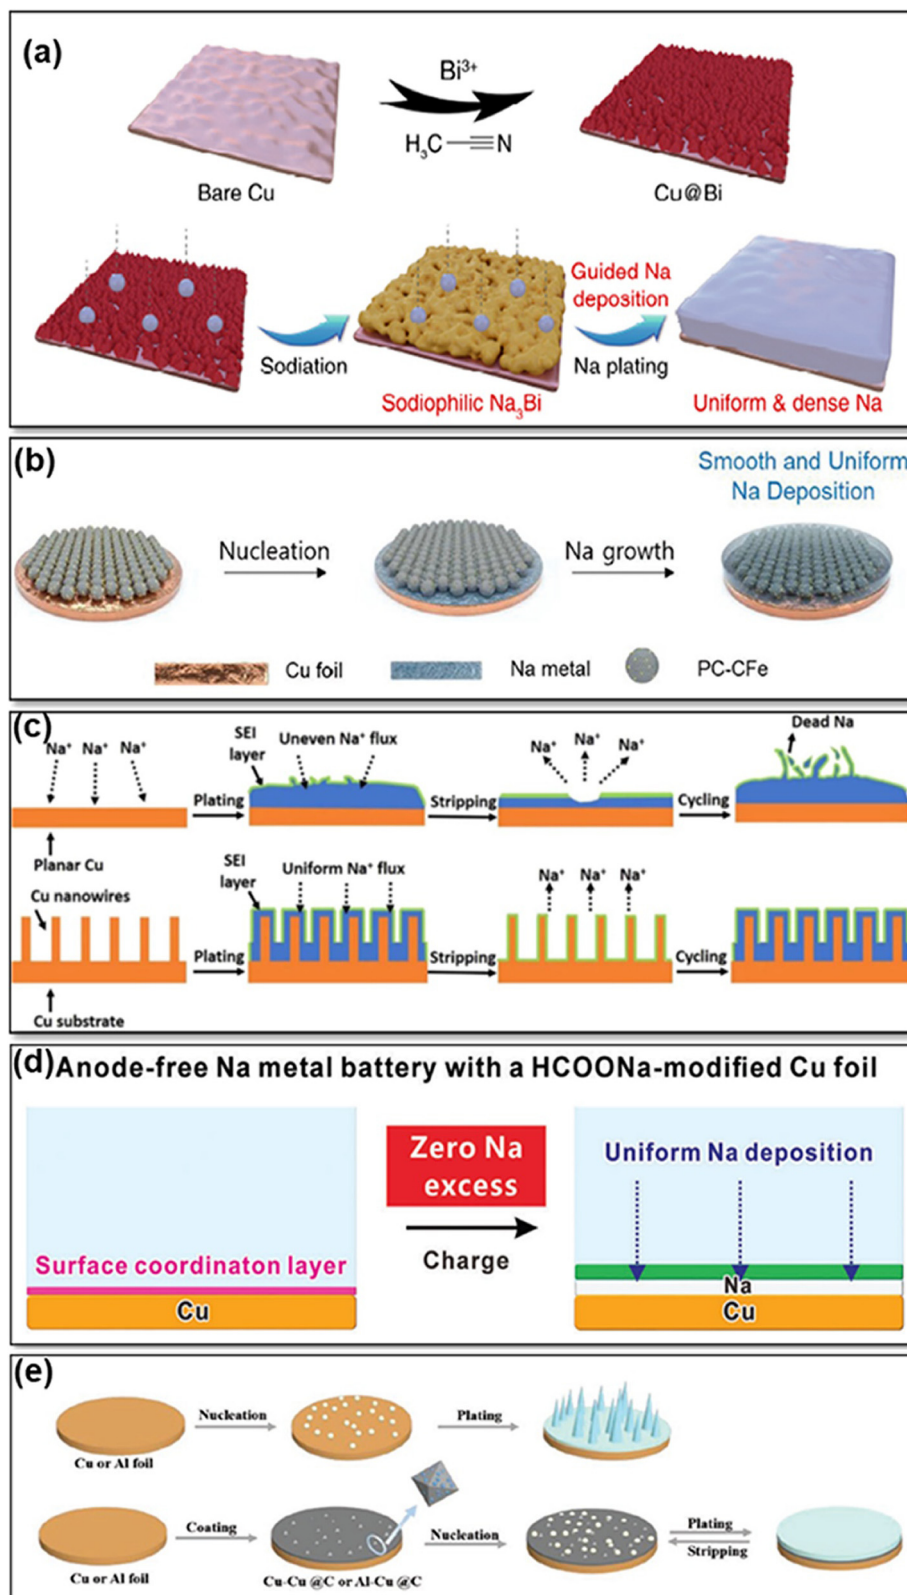 (a)
Bi³⁺
H₃C N
Bare Cu
Cu@Bi
Guided Na
deposition
Sodiation
Na plating
Sodiophilic Na₃Bi
Uniform & dense Na
(b)
Smooth and Uniform
Na Deposition
Nucleation
Na growth
Cu foil
Na metal
PC-CFe
(c)
Na⁺ Na⁺ Na⁺
SEI
layer
Uneven Na⁺ flux
Na⁺ Na⁺ Na⁺
Dead Na
Plating
Stripping
Cycling
Planar Cu
Cu nanowires
SEI
layer
Uniform Na⁺ flux
Na⁺ Na⁺ Na⁺
Plating
Stripping
Cycling
Cu substrate
(d) Anode-free Na metal battery with a HCOONa-modified Cu foil
Zero Na
excess
Charge
Uniform Na deposition
Surface coordinaton layer
Cu
Na
Cu
(e)
Nucleation
Plating
Cu or Al foil
Coating
Nucleation
Plating
Stripping
Cu or Al foil
Cu-Cu @C or Al-Cu @C